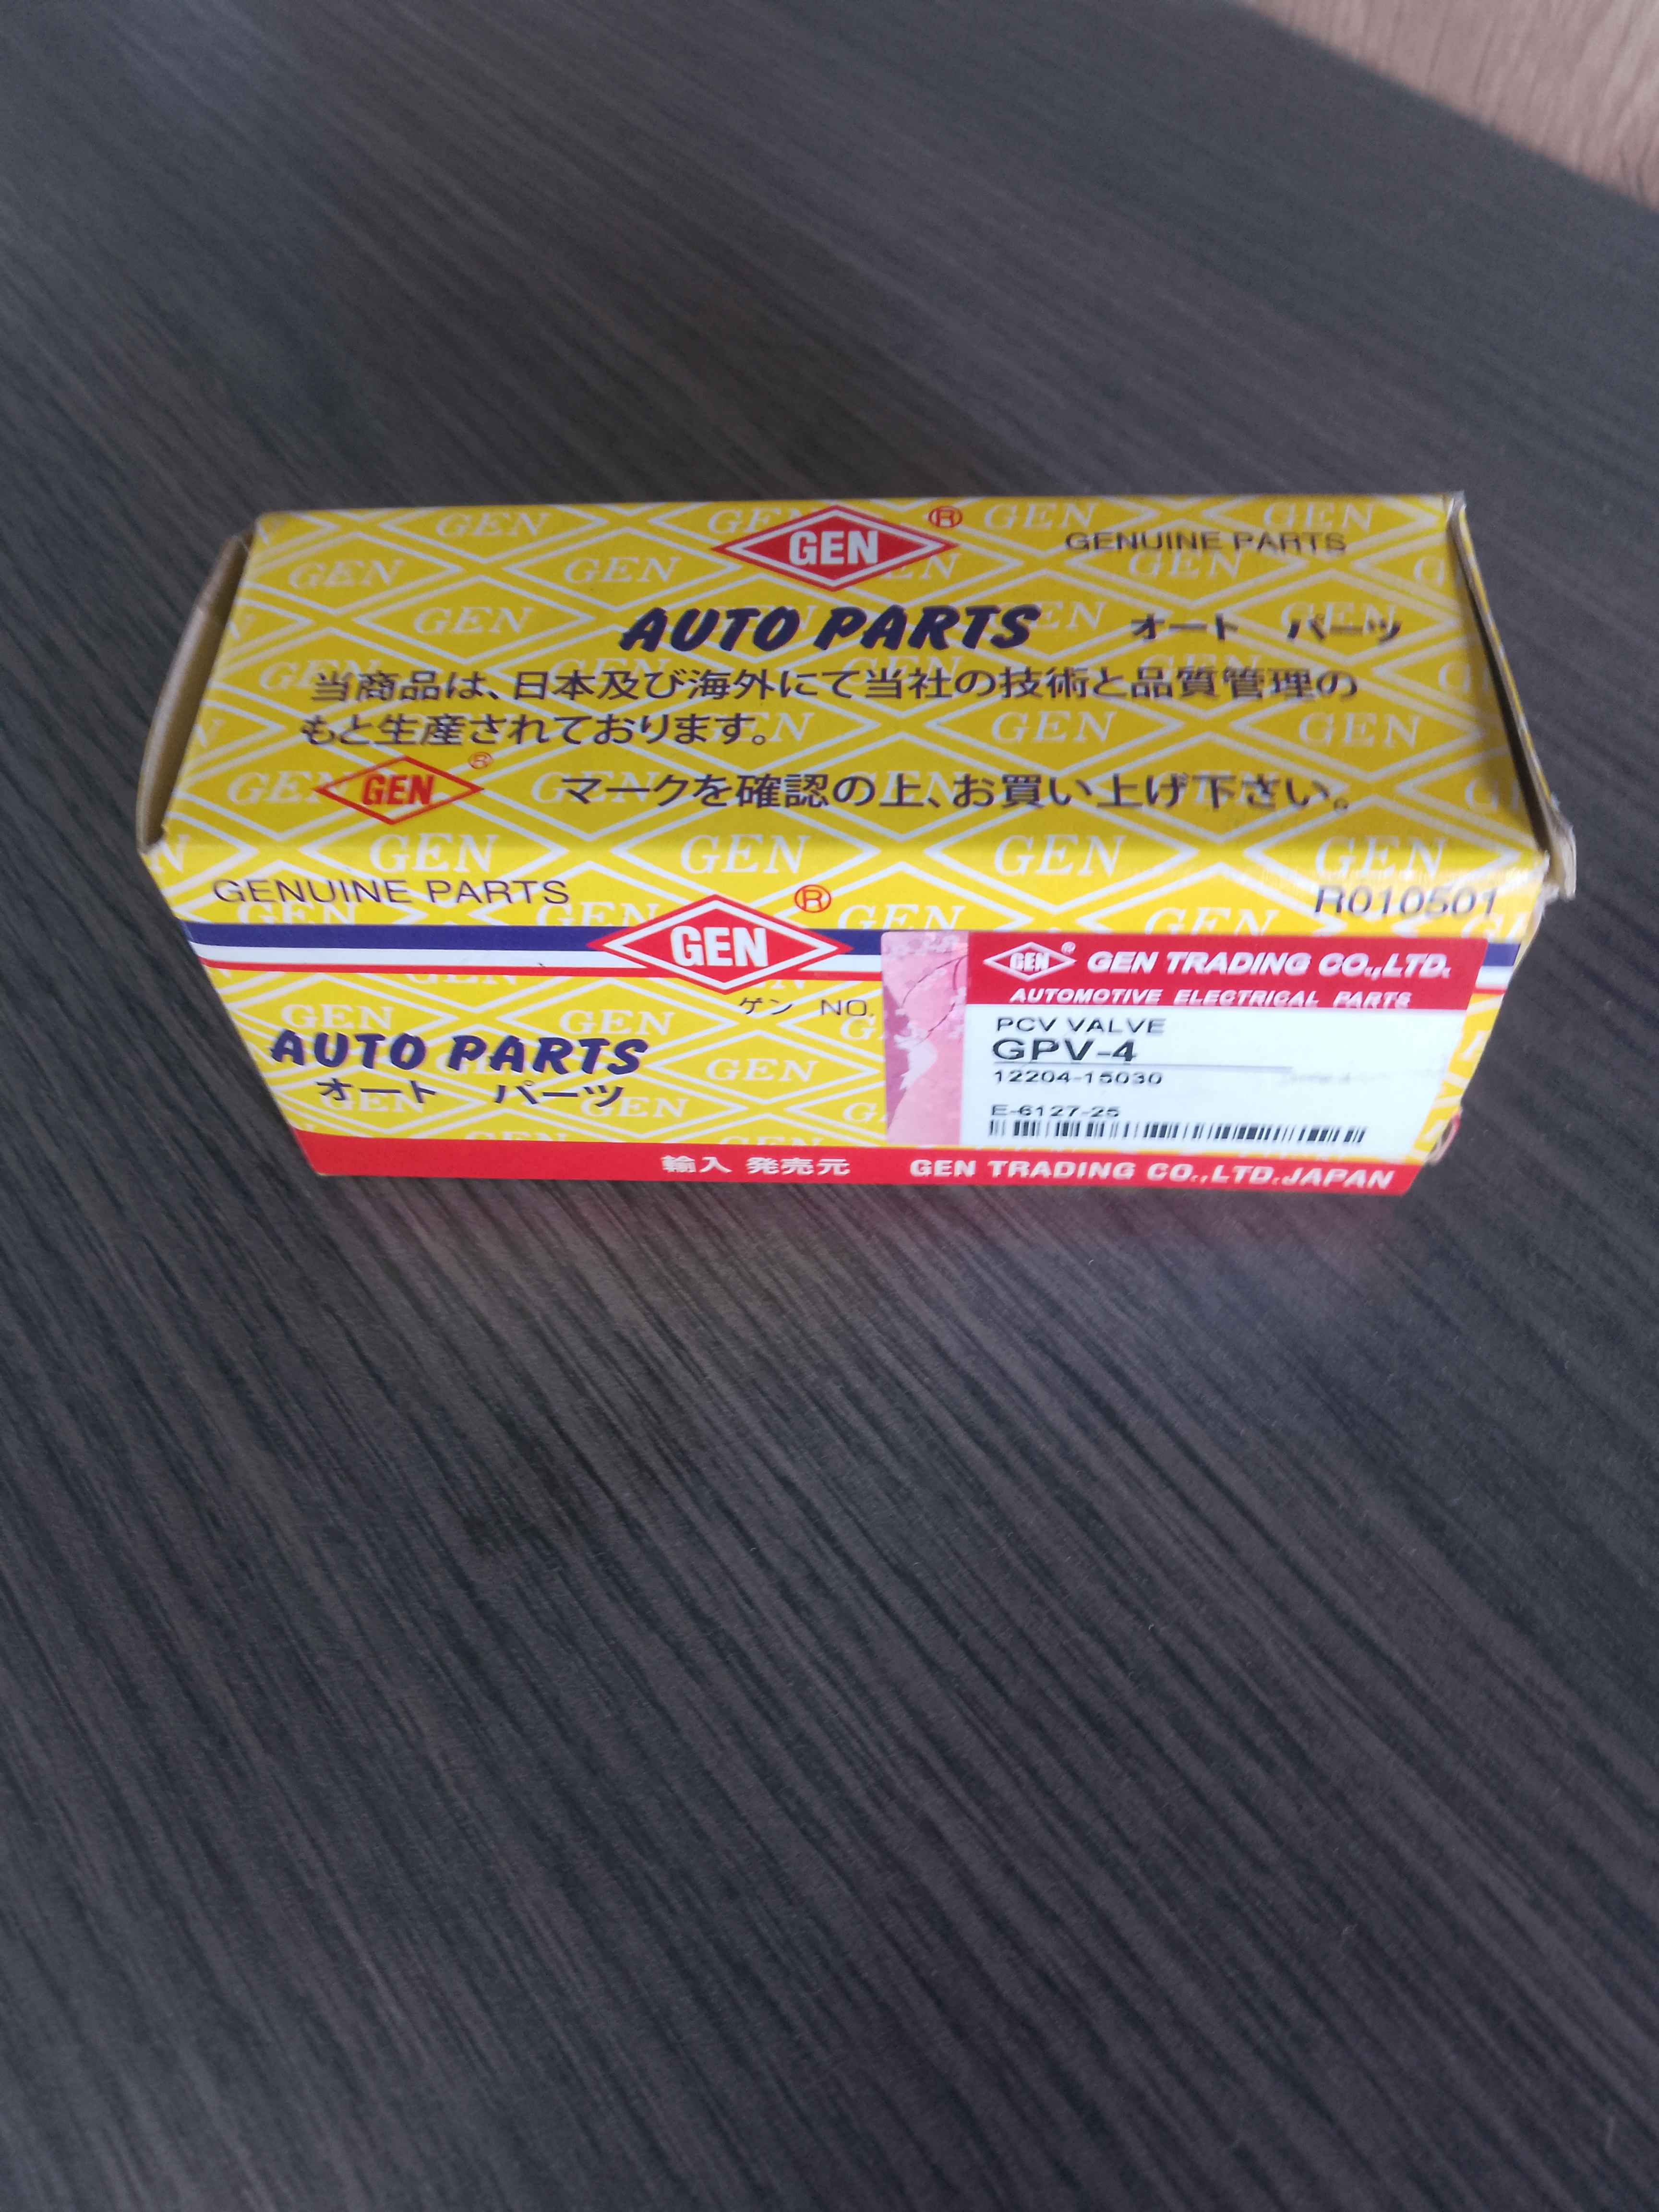 GEN ® GENUINE PARTS
AUTO PARTS オート パーツ
当商品は、日本及び海外にて当社の技術と品質管理の
もと生産されております。
GEN ® マークを確認の上、お買い上げ下さい。
GENUINE PARTS GEN ® R010501
ゲン NO.
AUTO PARTS
オート パーツ
GEN ® GEN TRADING CO.,LTD.
AUTOMOTIVE ELECTRICAL PARTS
PCV VALVE
GPV-4
12204-15030
E-6127-25
輸入 発売元 GEN TRADING CO.,LTD.JAPAN